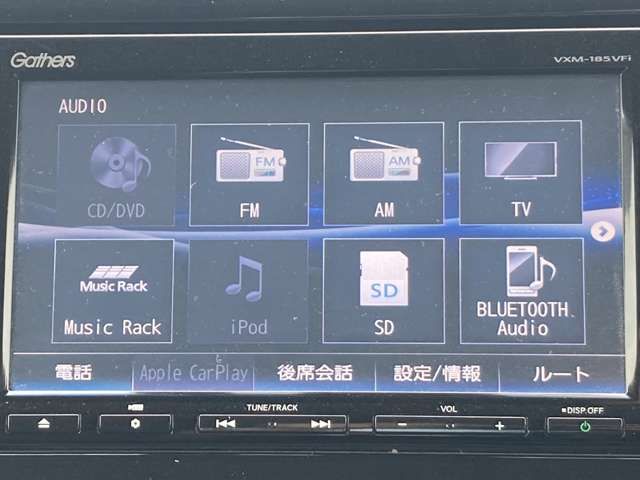 Gathers
VXM-185VFi
AUDIO
CD/DVD
FM
FM
AM
AM
TV
Music Rack
Music Rack
iPod
SD
SD
BLUETOOTH
Audio
電話
Apple CarPlay
後席会話
設定/情報
ルート
TUNE/TRACK
VOL
DISP.OFF
− +